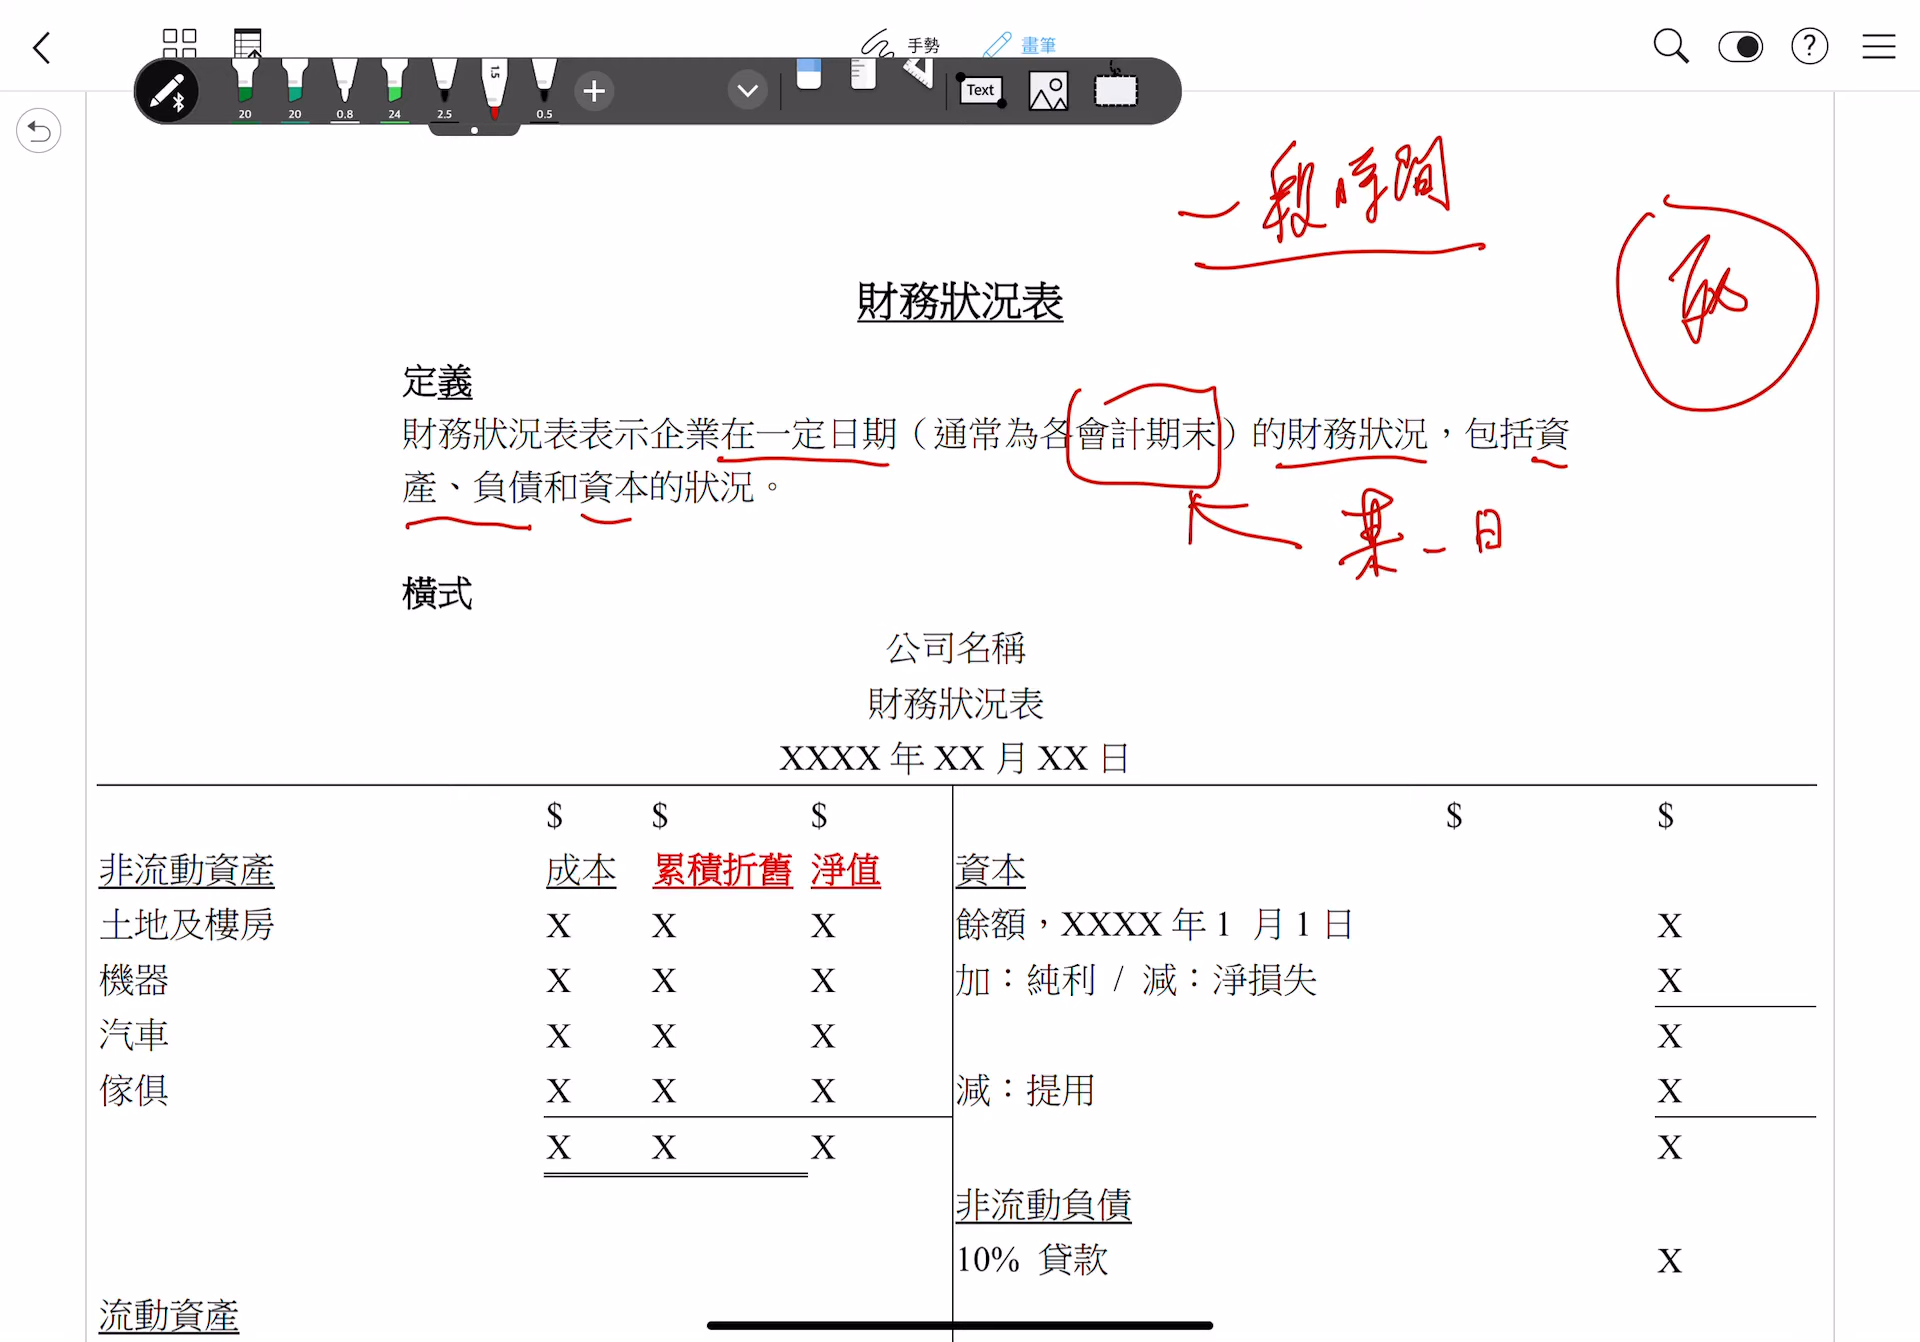 手勢 畫筆
20 20 0.8 24 2.5 1.5 0.5 Text
一段時間
財務狀況表
定義
財務狀況表表示企業在一定日期（通常為各會計期末）的財務狀況，包括資
產、負債和資本的狀況。
某一日
橫式
公司名稱
財務狀況表
XXXX 年 XX 月 XX 日
$ $ $ $ $
非流動資產 成本 累積折舊 淨值 資本
土地及樓房 X X X 餘額，XXXX 年 1 月 1 日 X
機器 X X X 加：純利 / 減：淨損失 X
汽車 X X X X
傢俱 X X X 減：提用 X
X X X X
非流動負債
10% 貸款 X
流動資產